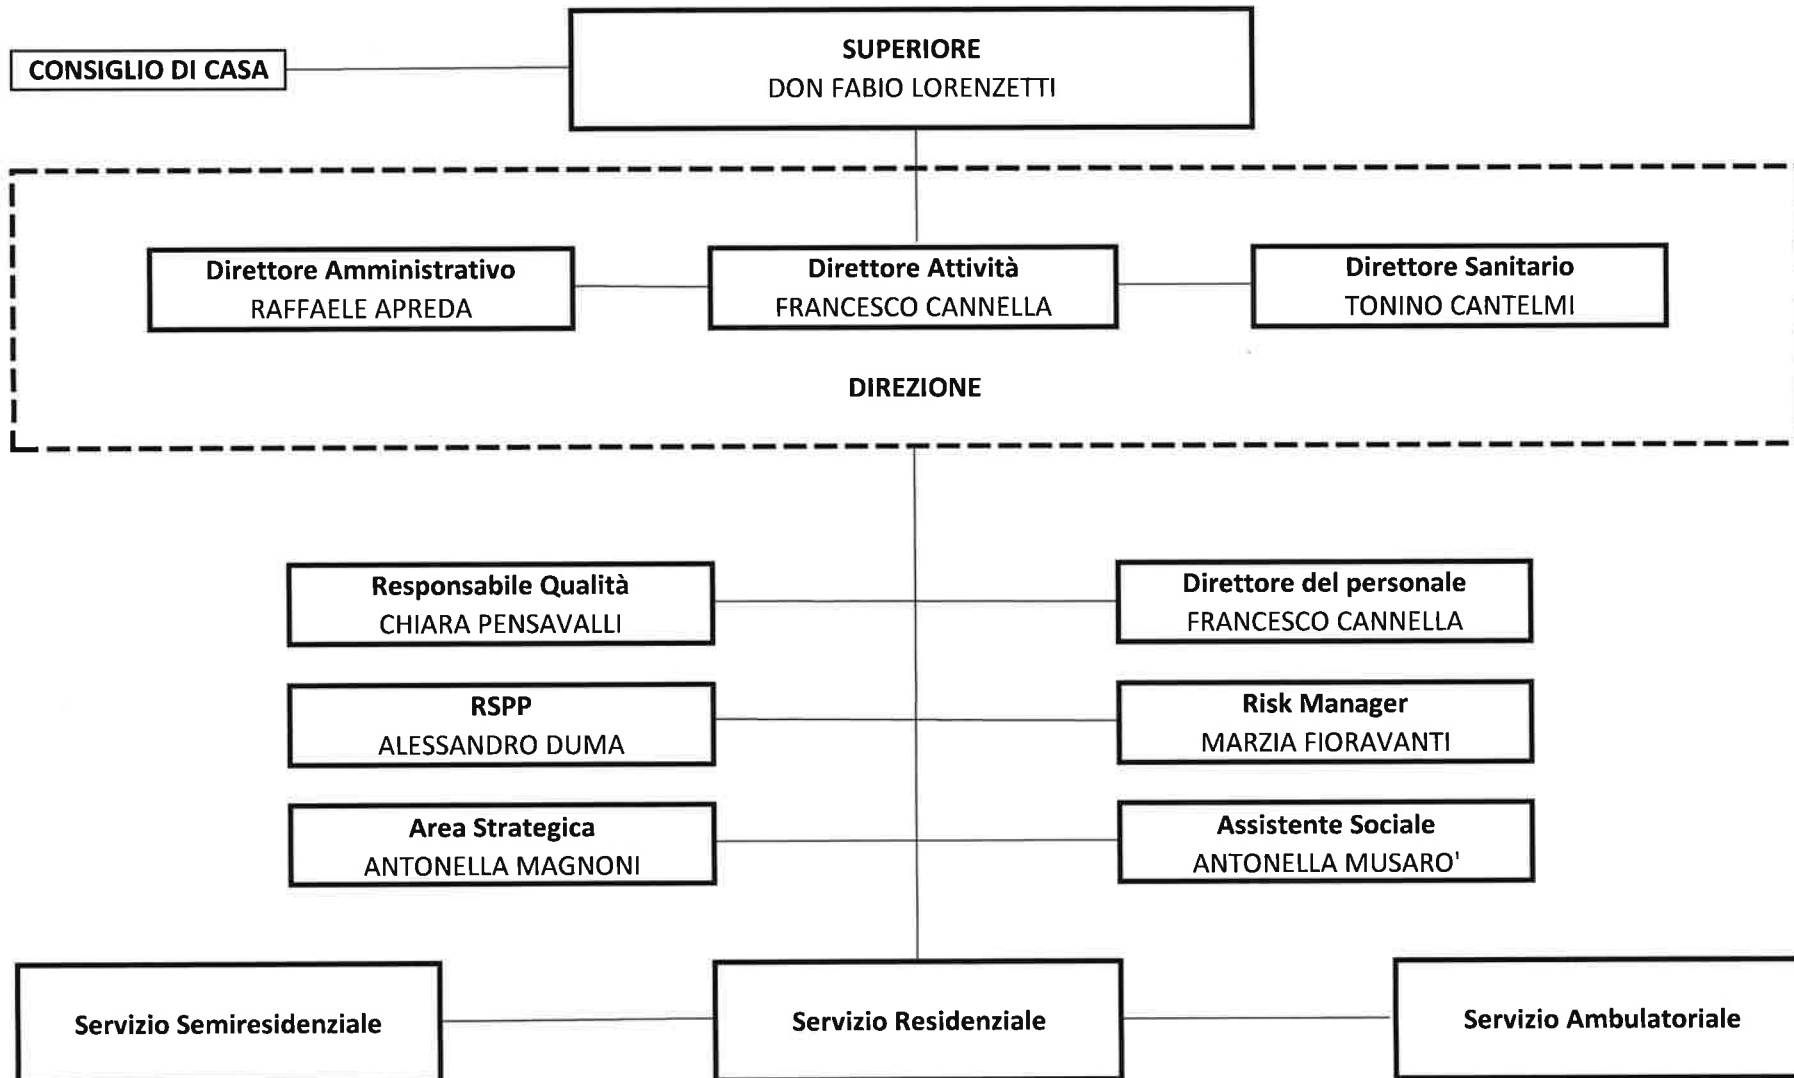 CONSIGLIO DI CASA
SUPERIORE
DON FABIO LORENZETTI
Direttore Amministrativo
RAFFAELE APREDA
Direttore Attività
FRANCESCO CANNELLA
Direttore Sanitario
TONINO CANTELMI
DIREZIONE
Responsabile Qualità
CHIARA PENSAVALLI
Direttore del personale
FRANCESCO CANNELLA
RSPP
ALESSANDRO DUMA
Risk Manager
MARZIA FIORAVANTI
Area Strategica
ANTONELLA MAGNONI
Assistente Sociale
ANTONELLA MUSARO'
Servizio Semiresidenziale
Servizio Residenziale
Servizio Ambulatoriale